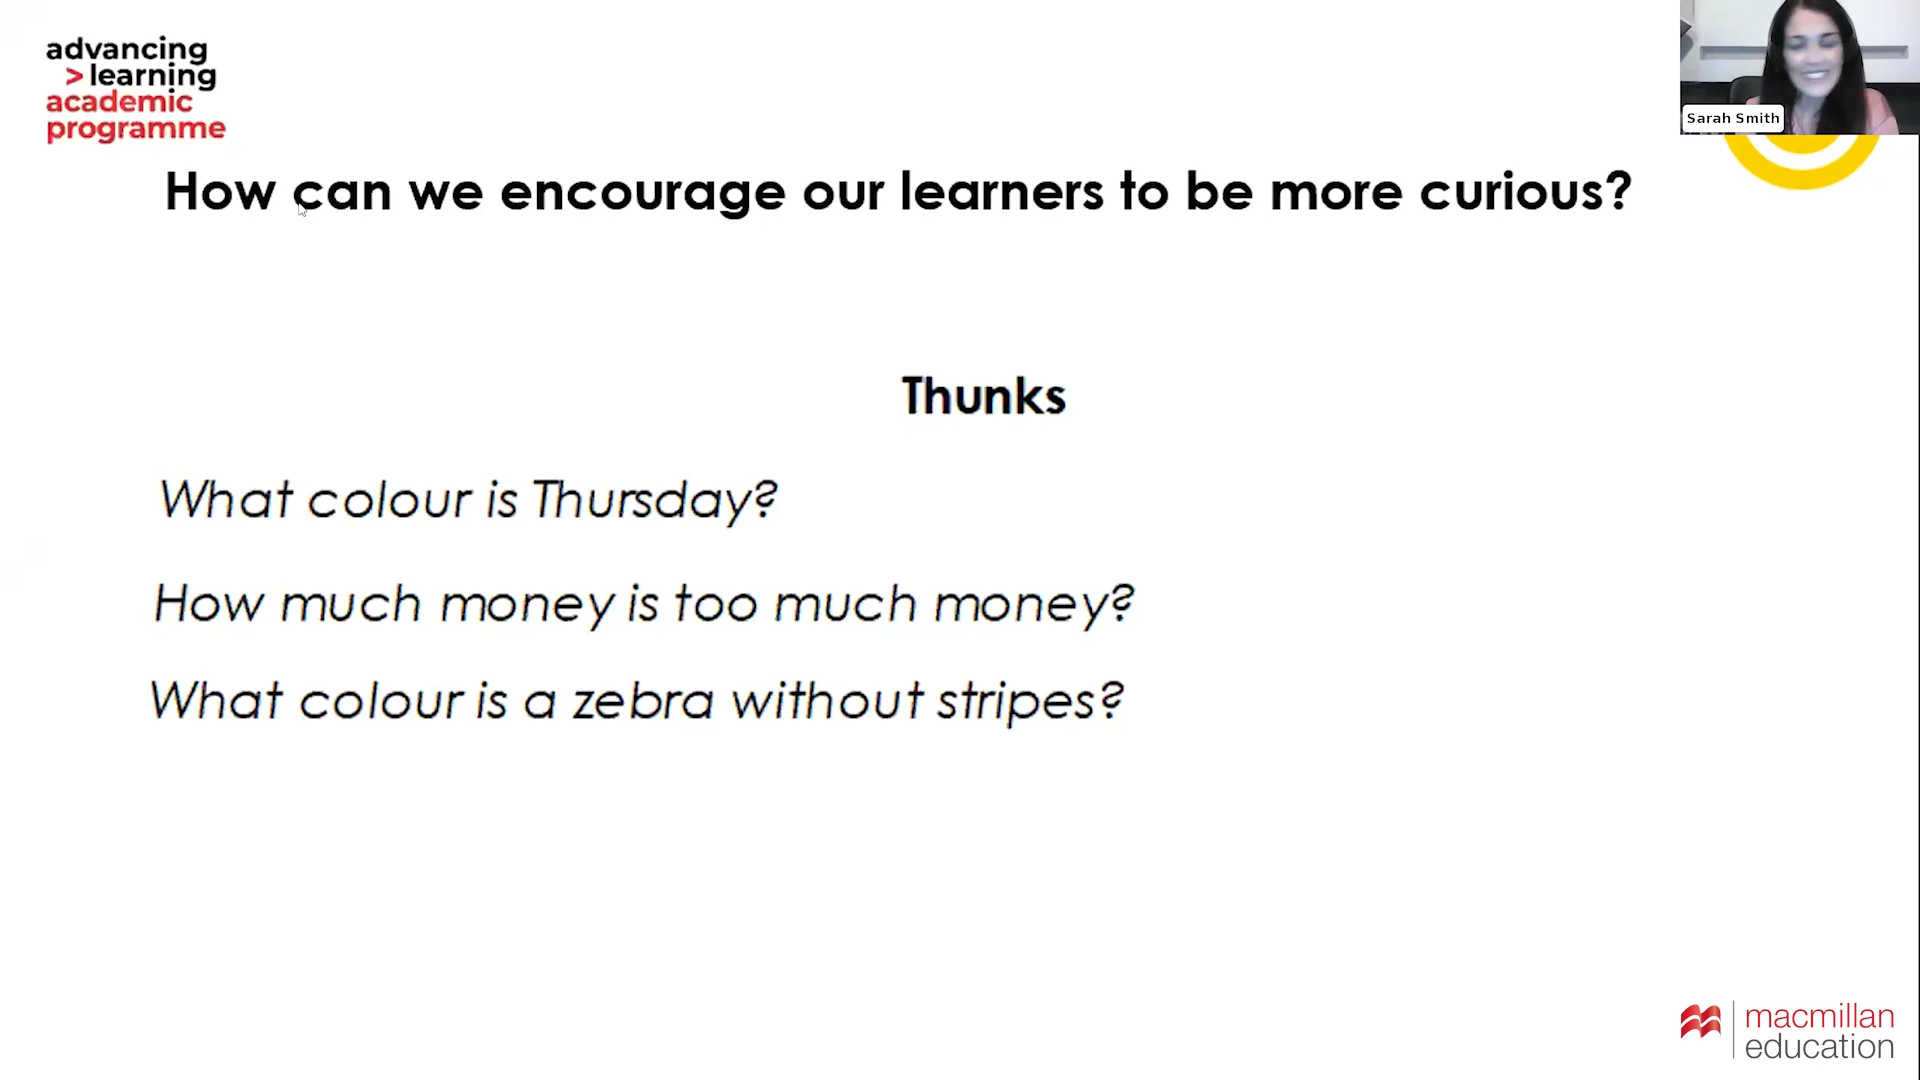 advancing
>learning
academic
programme
Sarah Smith
How can we encourage our learners to be more curious?
Thunks
What colour is Thursday?
How much money is too much money?
What colour is a zebra without stripes?
macmillan
education